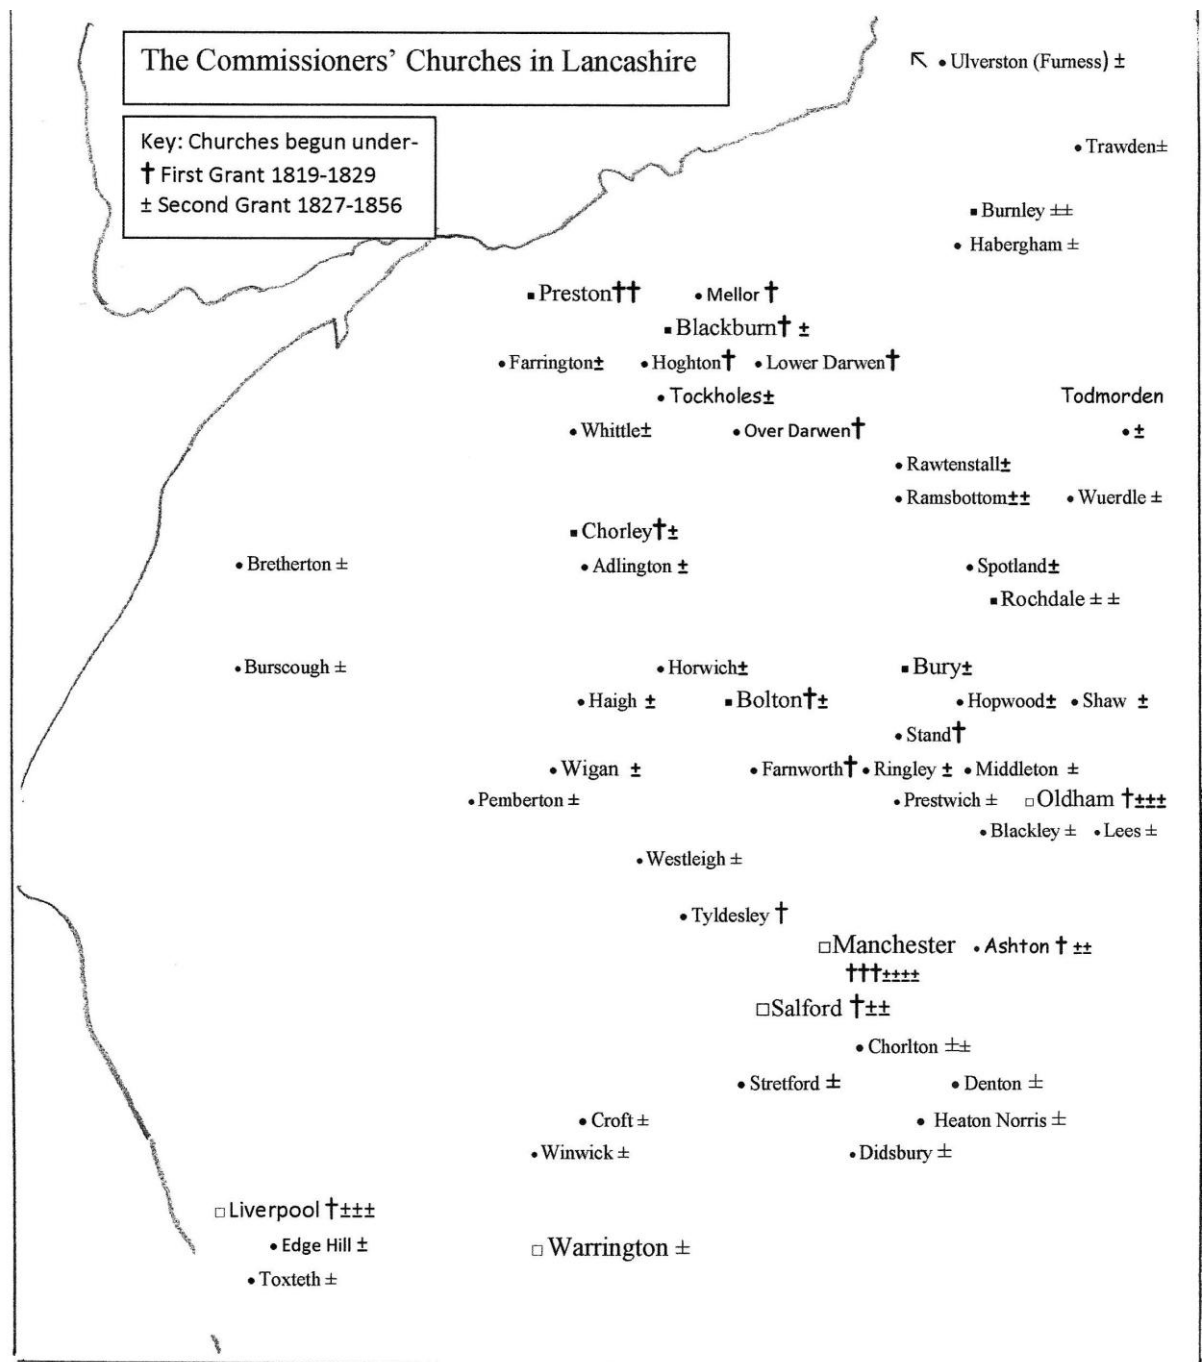 The Commissioners’ Churches in Lancashire
Key: Churches begun under-
✝ First Grant 1819-1829
± Second Grant 1827-1856
↖ • Ulverston (Furness) ±
• Trawden±
▪ Burnley ±±
• Habergham ±
▪ Preston✝✝ • Mellor ✝
▪ Blackburn✝ ±
• Farrington± • Hoghton✝ • Lower Darwen✝
• Tockholes± Todmorden
• Whittle± • Over Darwen✝ • ±
• Rawtenstall±
• Ramsbottom±± • Wuerdle ±
▪ Chorley✝±
• Bretherton ± • Adlington ± • Spotland±
▪ Rochdale ± ±
• Burscough ± • Horwich± ▪ Bury±
• Haigh ± ▪ Bolton✝± • Hopwood± • Shaw ±
• Stand✝
• Wigan ± • Farnworth✝ • Ringley ± • Middleton ±
• Pemberton ± • Prestwich ± □ Oldham ✝±±±
• Blackley ± • Lees ±
• Westleigh ±
• Tyldesley ✝
□ Manchester • Ashton ✝ ±±
✝✝✝±±±±
□ Salford ✝±±
• Chorlton ±±
• Stretford ± • Denton ±
• Croft ± • Heaton Norris ±
• Winwick ± • Didsbury ±
□ Liverpool ✝±±±
• Edge Hill ± □ Warrington ±
• Toxteth ±